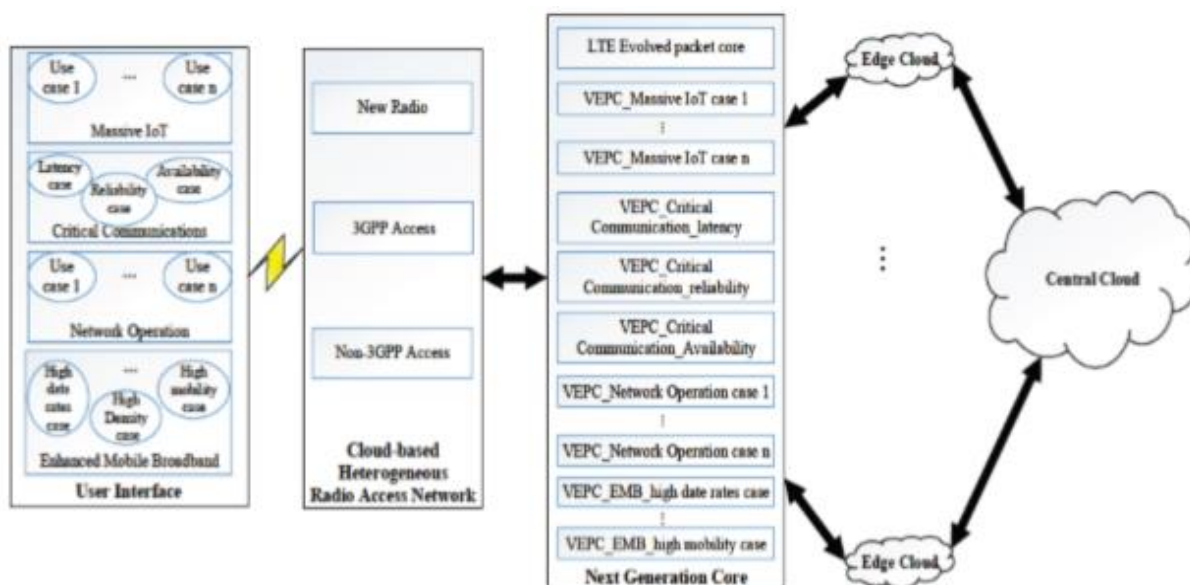 Use
case 1
...
Use
case n
Massive IoT
Latency
case
Reliability
case
Availability
case
Critical Communications
Use
case 1
...
Use
case n
Network Operation
High
date
rates
case
...
High
Density
case
High
mobility
case
Enhanced Mobile Broadband
User Interface
New Radio
3GPP Access
Non-3GPP Access
Cloud-based
Heterogeneous
Radio Access Network
LTE Evolved packet core
VEPC_Massive IoT case 1
⋮
VEPC_Massive IoT case n
VEPC_Critical
Communication_latency
VEPC_Critical
Communication_reliability
VEPC_Critical
Communication_Availability
VEPC_Network Operation case 1
⋮
VEPC_Network Operation case n
VEPC_EMB_high date rates case
⋮
VEPC_EMB_high mobility case
Next Generation Core
Edge Cloud
⋮
Edge Cloud
Central Cloud